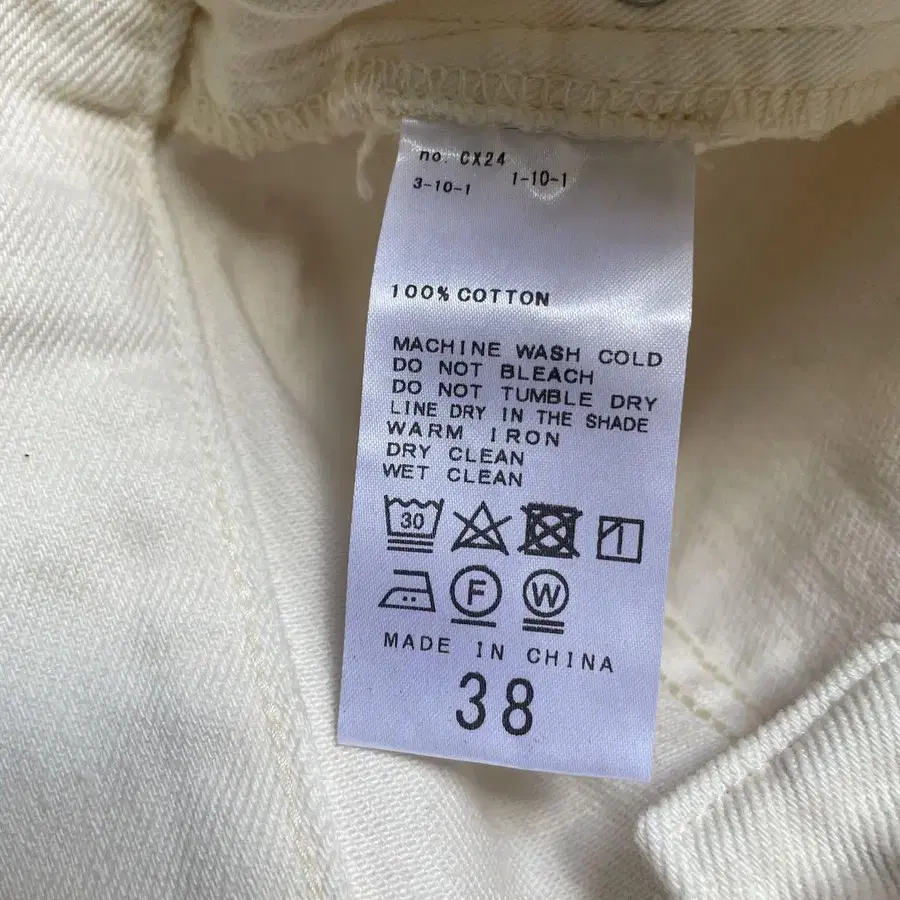 no. CX24
3-10-1 1-10-1
100% COTTON
MACHINE WASH COLD
DO NOT BLEACH
DO NOT TUMBLE DRY
LINE DRY IN THE SHADE
WARM IRON
DRY CLEAN
WET CLEAN
30
F W
MADE IN CHINA
38